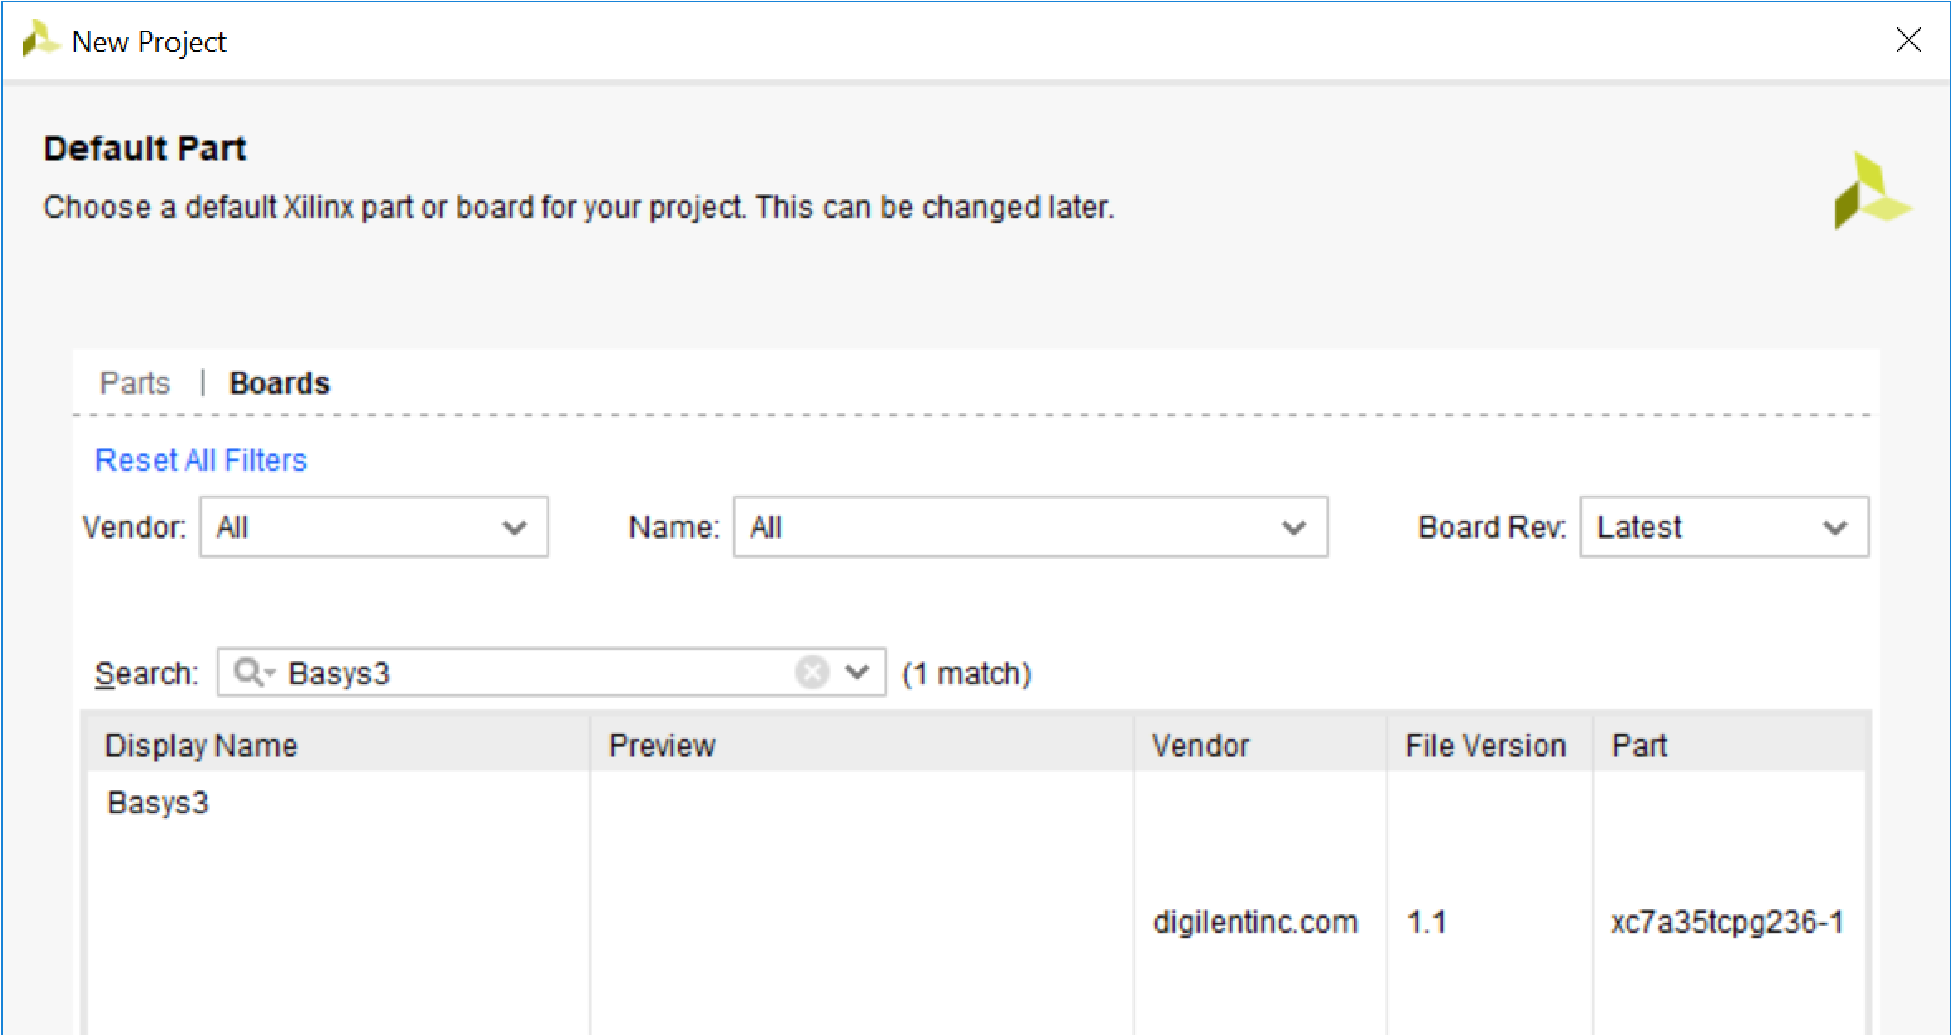 New Project
Default Part
Choose a default Xilinx part or board for your project. This can be changed later.
Parts | Boards
Reset All Filters
Vendor: All Name: All Board Rev: Latest
Search: Basys3 (1 match)
Display Name Preview Vendor File Version Part
Basys3
digilentinc.com 1.1 xc7a35tcpg236-1